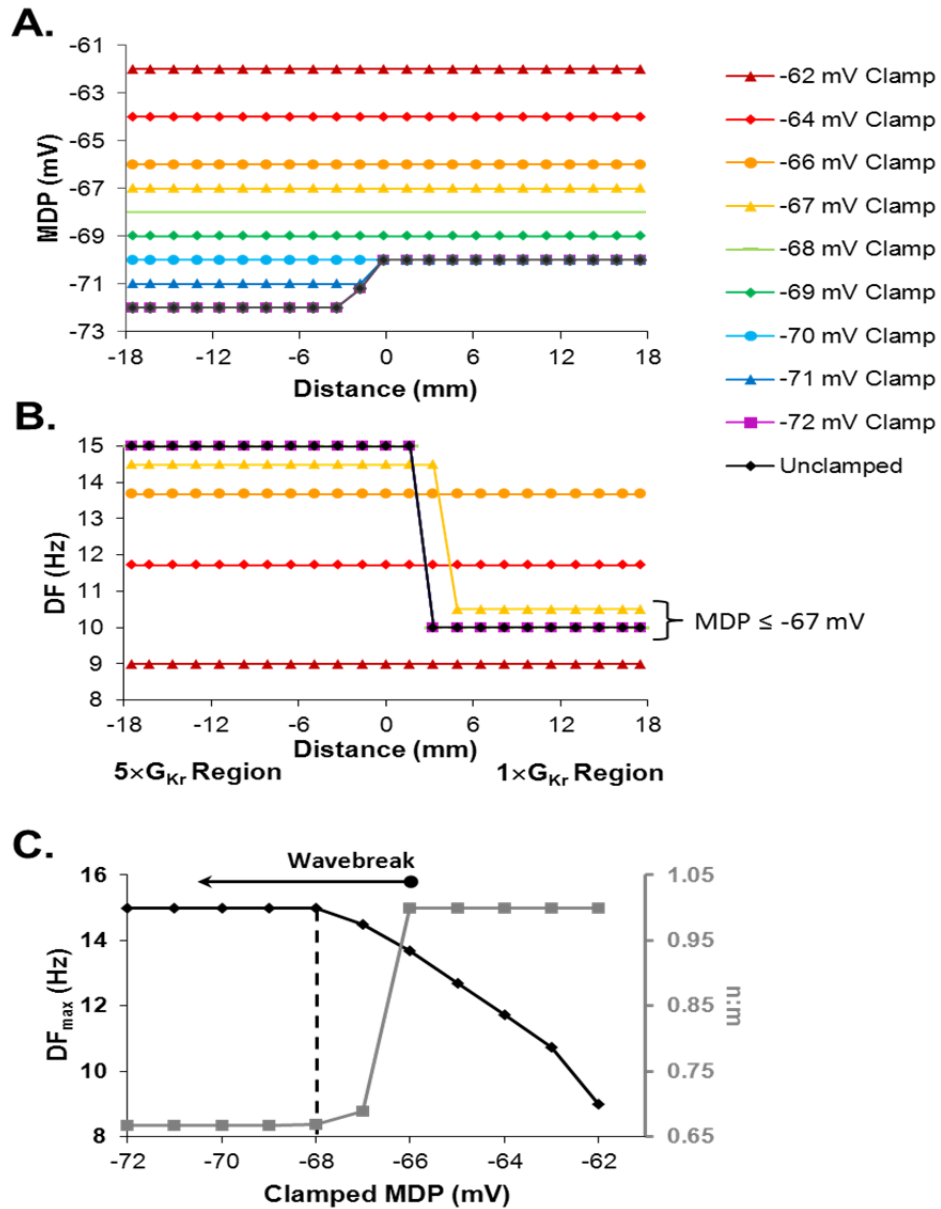 A.
-61
-63
-65
-67
-69
-71
-73
MDP (mV)
-18 -12 -6 0 6 12 18
Distance (mm)
-62 mV Clamp
-64 mV Clamp
-66 mV Clamp
-67 mV Clamp
-68 mV Clamp
-69 mV Clamp
-70 mV Clamp
-71 mV Clamp
-72 mV Clamp
Unclamped
B.
15
14
13
12
11
10
9
8
DF (Hz)
MDP ≤ -67 mV
-18 -12 -6 0 6 12 18
Distance (mm)
5×GKr Region 1×GKr Region
C.
Wavebreak
16
14
12
10
8
DFmax (Hz)
1.05
0.95
0.85
0.75
0.65
n:m
-72 -70 -68 -66 -64 -62
Clamped MDP (mV)